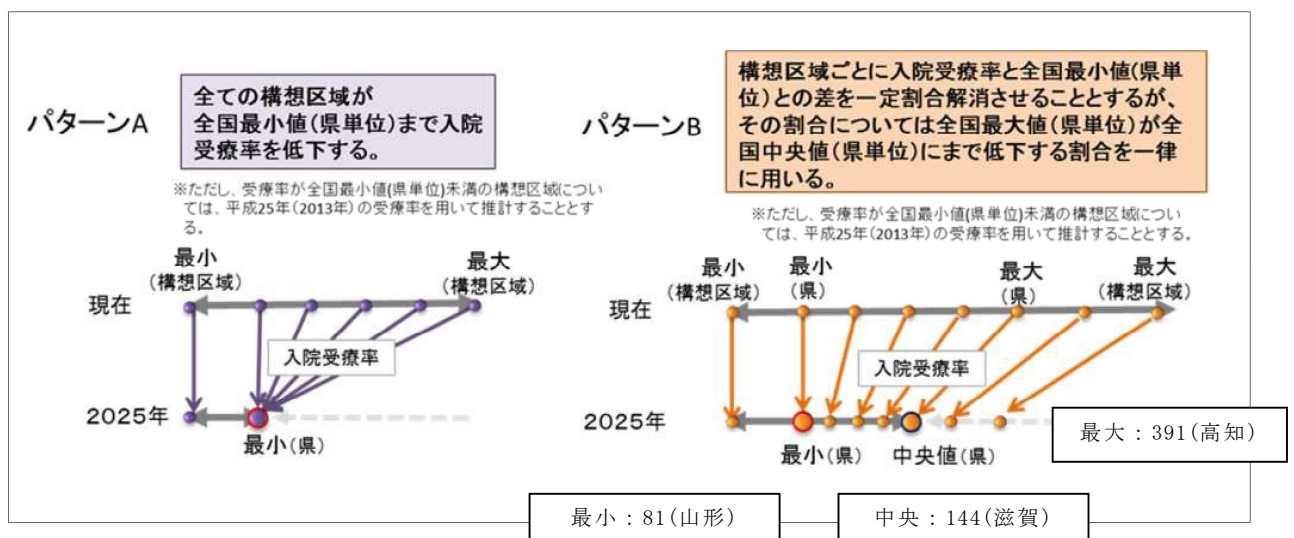 パターンA
全ての構想区域が
全国最小値(県単位)まで入院
受療率を低下する。
※ただし、受療率が全国最小値(県単位)未満の構想区域につい
ては、平成25年(2013年)の受療率を用いて推計することとす
る。
最小
(構想区域)
最大
(構想区域)
現在
入院受療率
2025年
最小(県)
パターンB
構想区域ごとに入院受療率と全国最小値(県単
位)との差を一定割合解消させることとするが、
その割合については全国最大値(県単位)が全
国中央値(県単位)にまで低下する割合を一律
に用いる。
※ただし、受療率が全国最小値(県単位)未満の構想区域につい
ては、平成25年(2013年)の受療率を用いて推計することとする。
最小
(構想区域)
最小
(県)
最大
(県)
最大
(構想区域)
現在
入院受療率
2025年
最小(県)
中央値(県)
最大：391(高知)
最小：81(山形)
中央：144(滋賀)